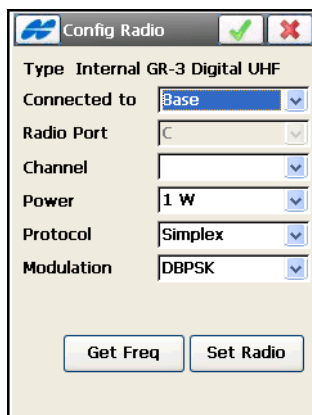 Config Radio
Type Internal GR-3 Digital UHF
Connected to Base
Radio Port C
Channel
Power 1 W
Protocol Simplex
Modulation DBPSK
Get Freq Set Radio